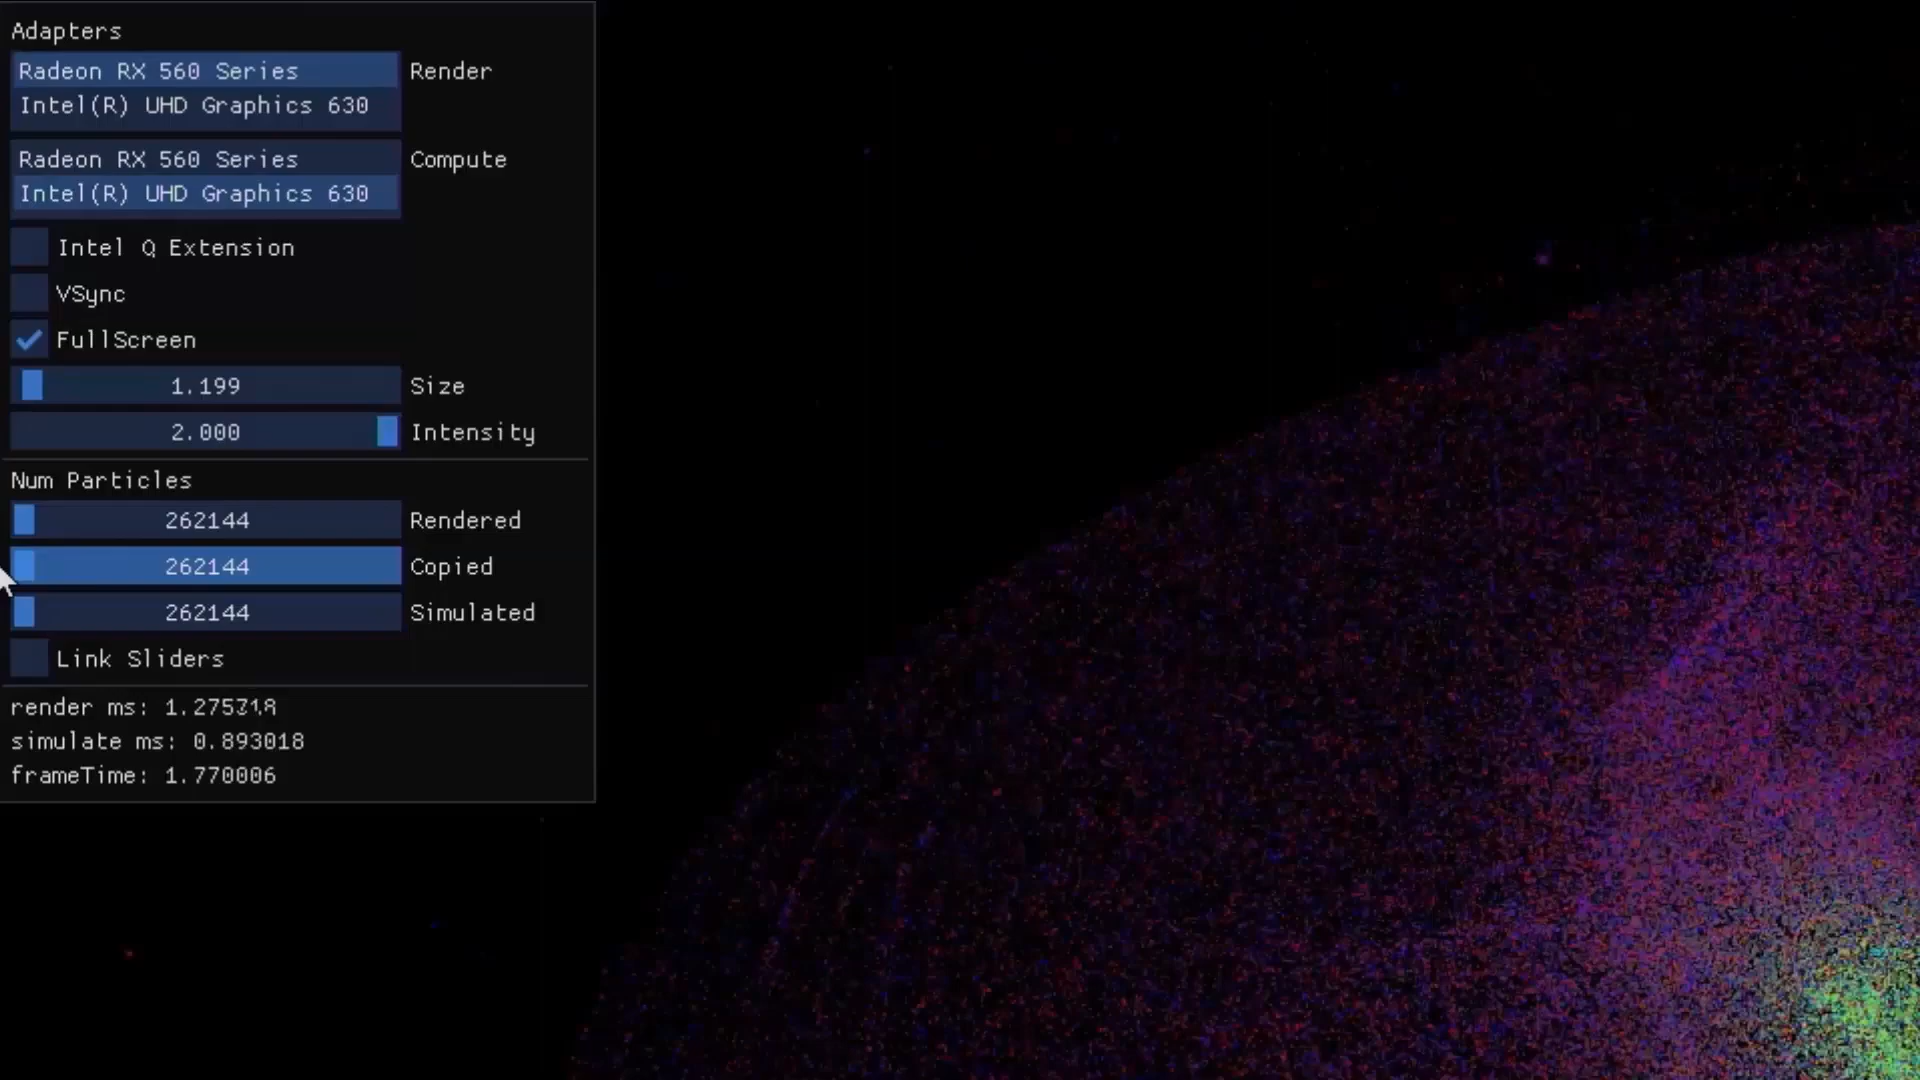 Adapters
Radeon RX 560 Series Render
Intel(R) UHD Graphics 630
Radeon RX 560 Series Compute
Intel(R) UHD Graphics 630
Intel Q Extension
VSync
FullScreen
1.199 Size
2.000 Intensity
Num Particles
262144 Rendered
262144 Copied
262144 Simulated
Link Sliders
render ms:
simulate ms: 0.893018
frameTime: 1.770006